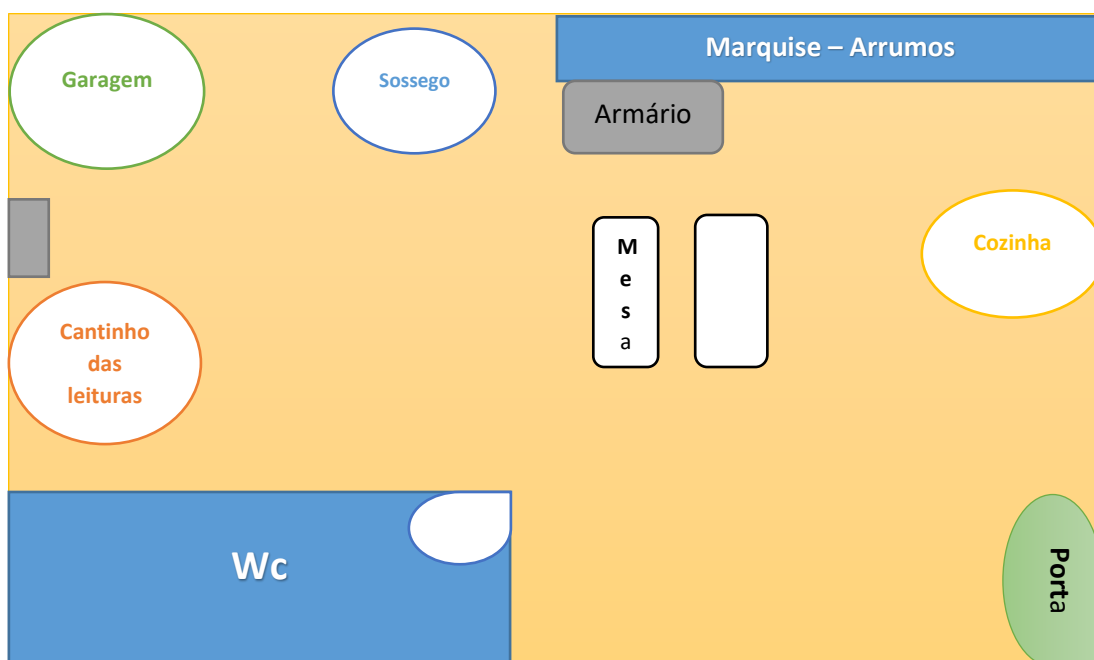 Garagem
Sossego
Marquise – Arrumos
Armário
Cozinha
M
e
s
a
Cantinho
das
leituras
Wc
Porta